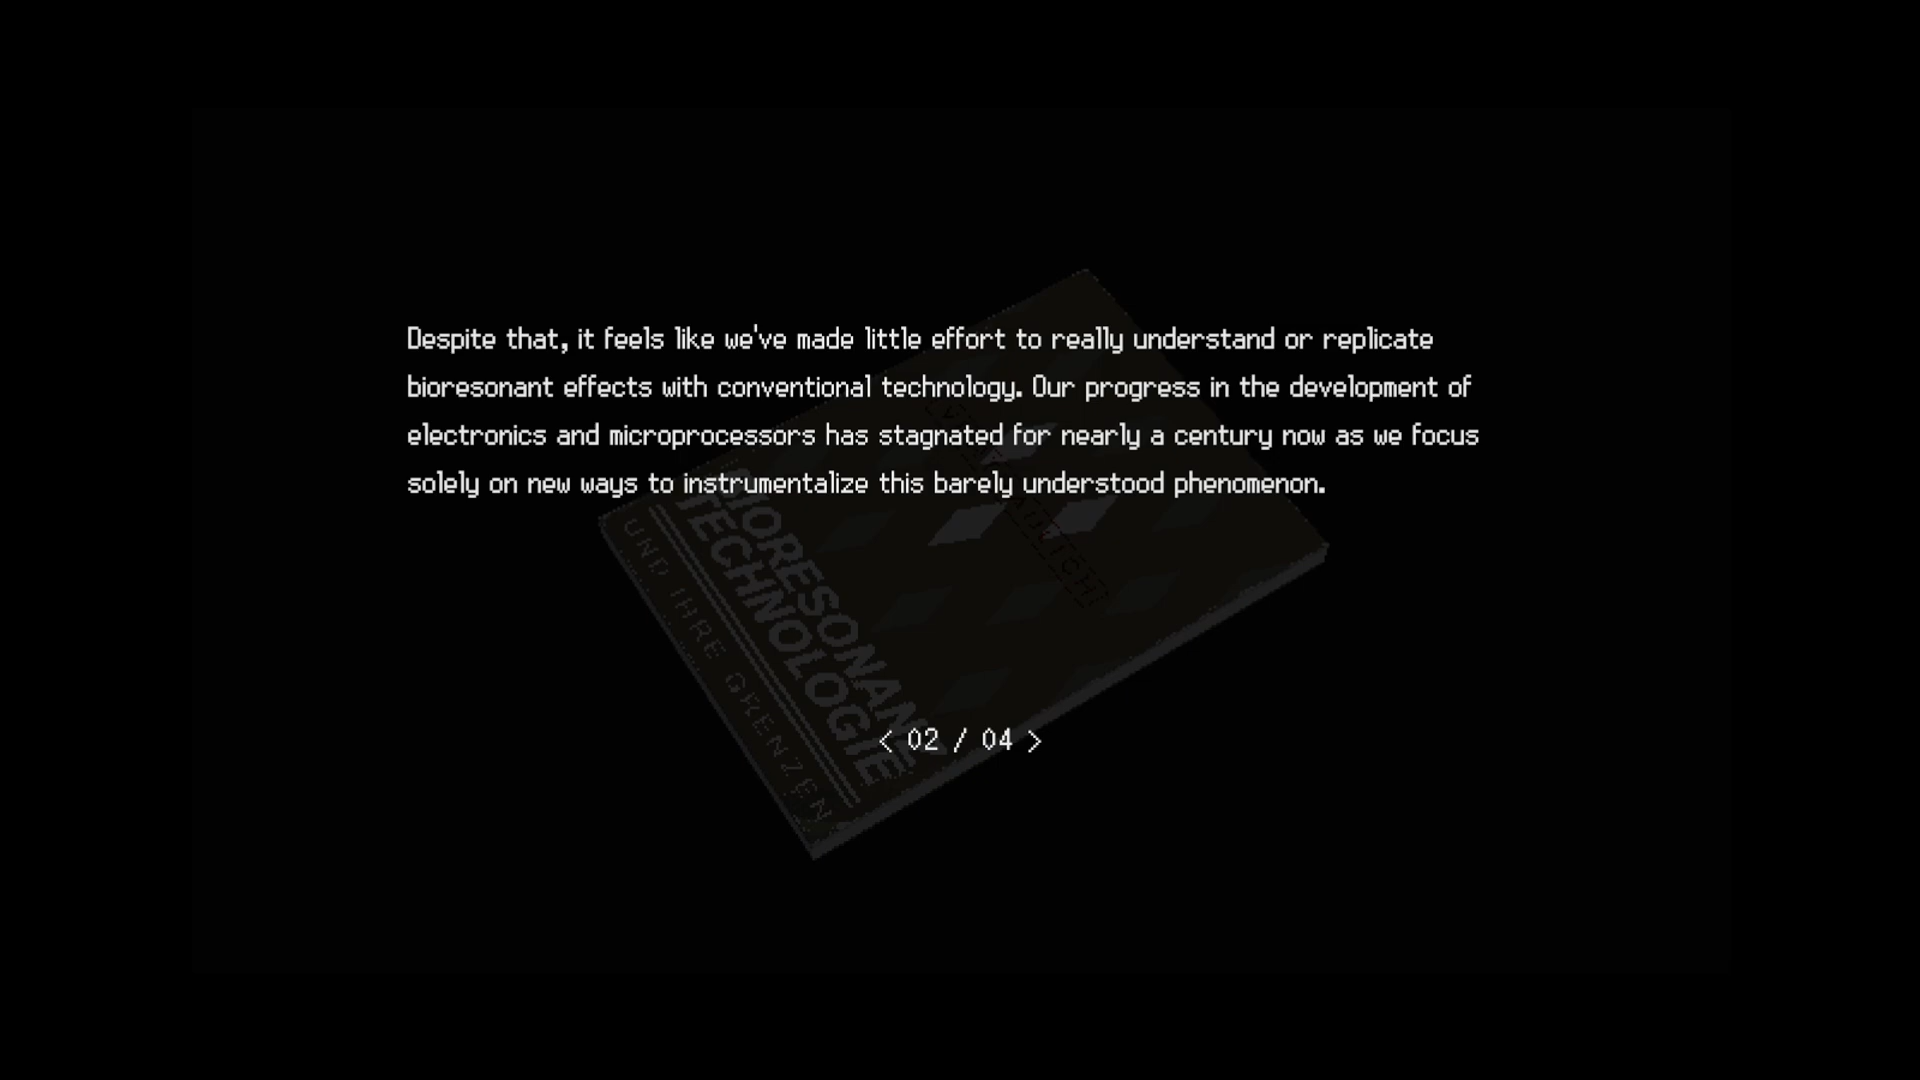 Despite that, it feels like we've made little effort to really understand or replicate
bioresonant effects with conventional technology. Our progress in the development of
electronics and microprocessors has stagnated for nearly a century now as we focus
solely on new ways to instrumentalize this barely understood phenomenon.
BIORESONANZ
TECHNOLOGIE
UND IHRE GRENZEN
< 02 / 04 >